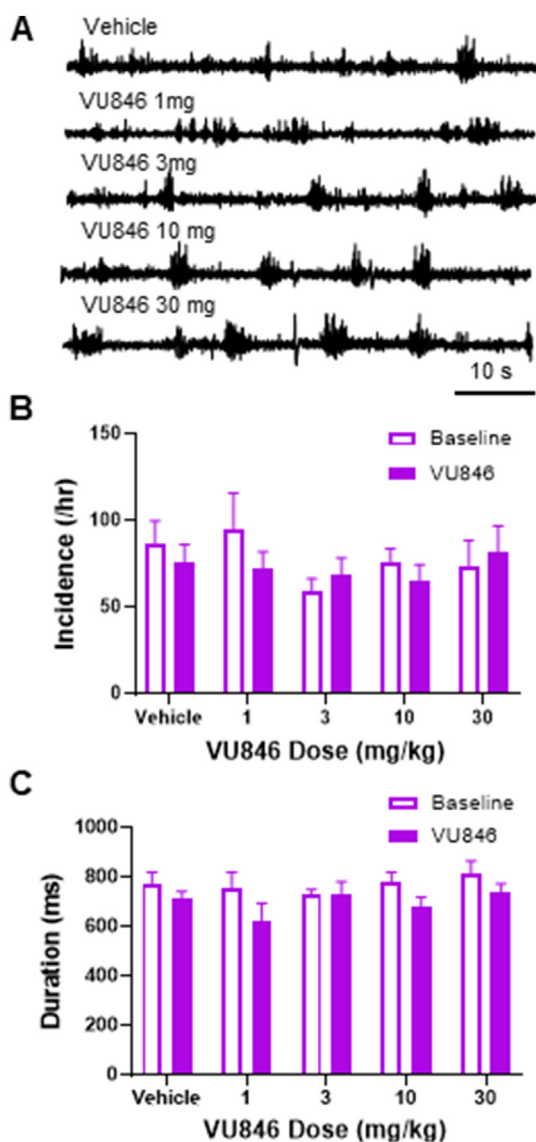 A
Vehicle
VU846 1mg
VU846 3mg
VU846 10 mg
VU846 30 mg
10 s
B
150
100
50
0
Incidence (/hr)
Baseline
VU846
Vehicle 1 3 10 30
VU846 Dose (mg/kg)
C
Baseline
VU846
1000
800
600
400
200
0
Duration (ms)
Vehicle 1 3 10 30
VU846 Dose (mg/kg)